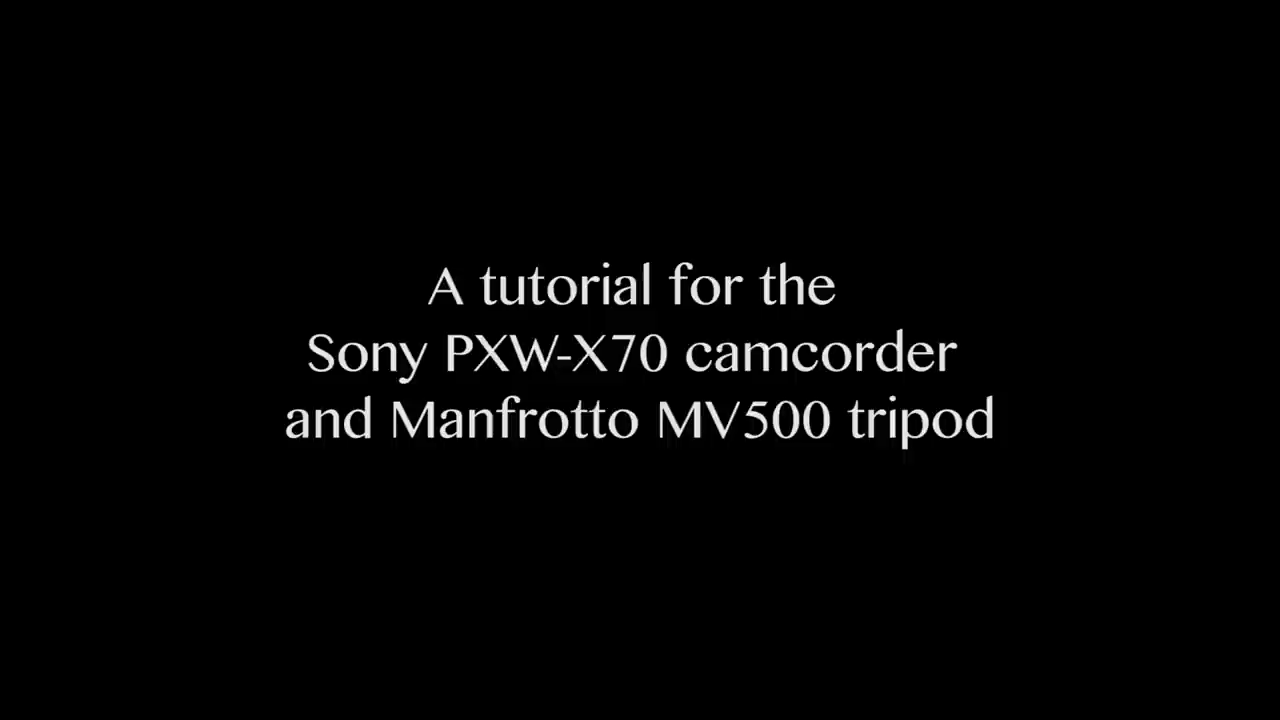 A tutorial for the
Sony PXW-X70 camcorder
and Manfrotto MV500 tripod